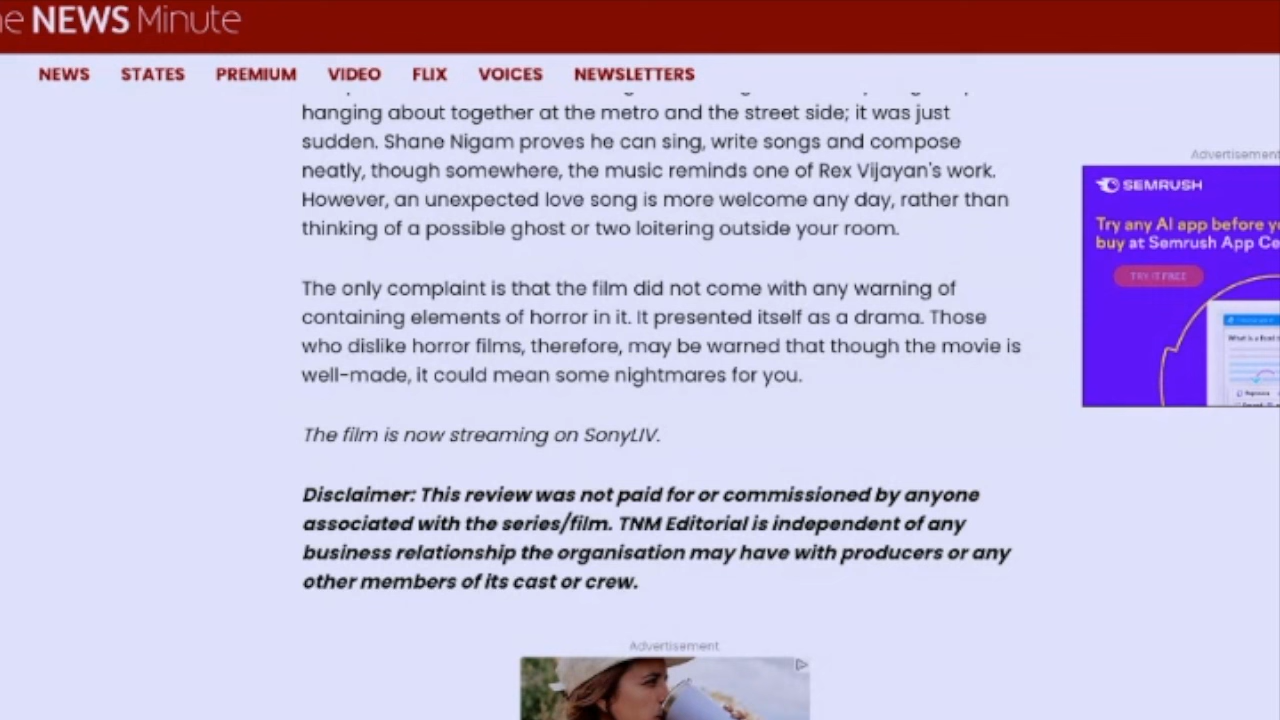 e NEWS Minute
NEWS STATES PREMIUM VIDEO FLIX VOICES NEWSLETTERS
hanging about together at the metro and the street side; it was just
sudden. Shane Nigam proves he can sing, write songs and compose
neatly, though somewhere, the music reminds one of Rex Vijayan's work.
However, an unexpected love song is more welcome any day, rather than
thinking of a possible ghost or two loitering outside your room.
The only complaint is that the film did not come with any warning of
containing elements of horror in it. It presented itself as a drama. Those
who dislike horror films, therefore, may be warned that though the movie is
well-made, it could mean some nightmares for you.
The film is now streaming on SonyLIV.
Disclaimer: This review was not paid for or commissioned by anyone
associated with the series/film. TNM Editorial is independent of any
business relationship the organisation may have with producers or any
other members of its cast or crew.
Advertisement
Advertisement
SEMRUSH
Try any AI app before yo
buy at Semrush App Ce
TRY IT FREE